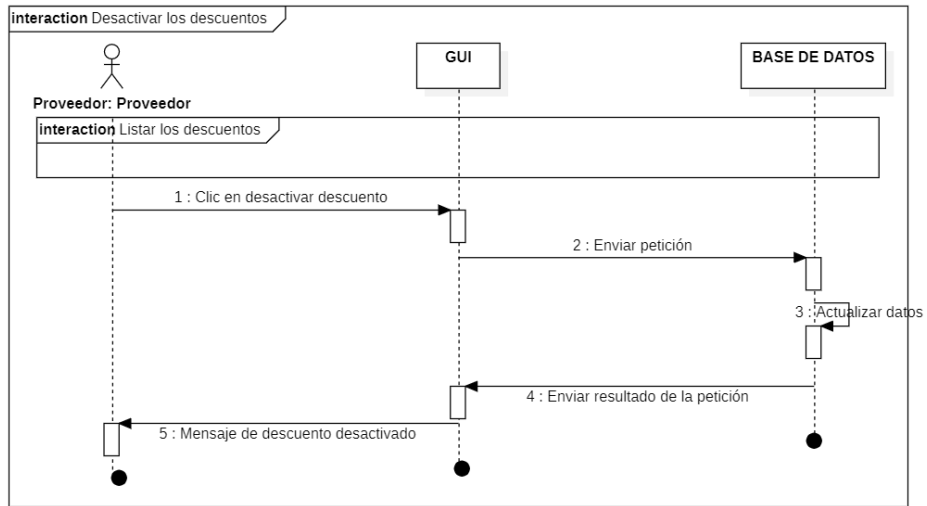 interaction Desactivar los descuentos
GUI
BASE DE DATOS
Proveedor: Proveedor
interaction Listar los descuentos
1 : Clic en desactivar descuento
2 : Enviar petición
3 : Actualizar datos
4 : Enviar resultado de la petición
5 : Mensaje de descuento desactivado